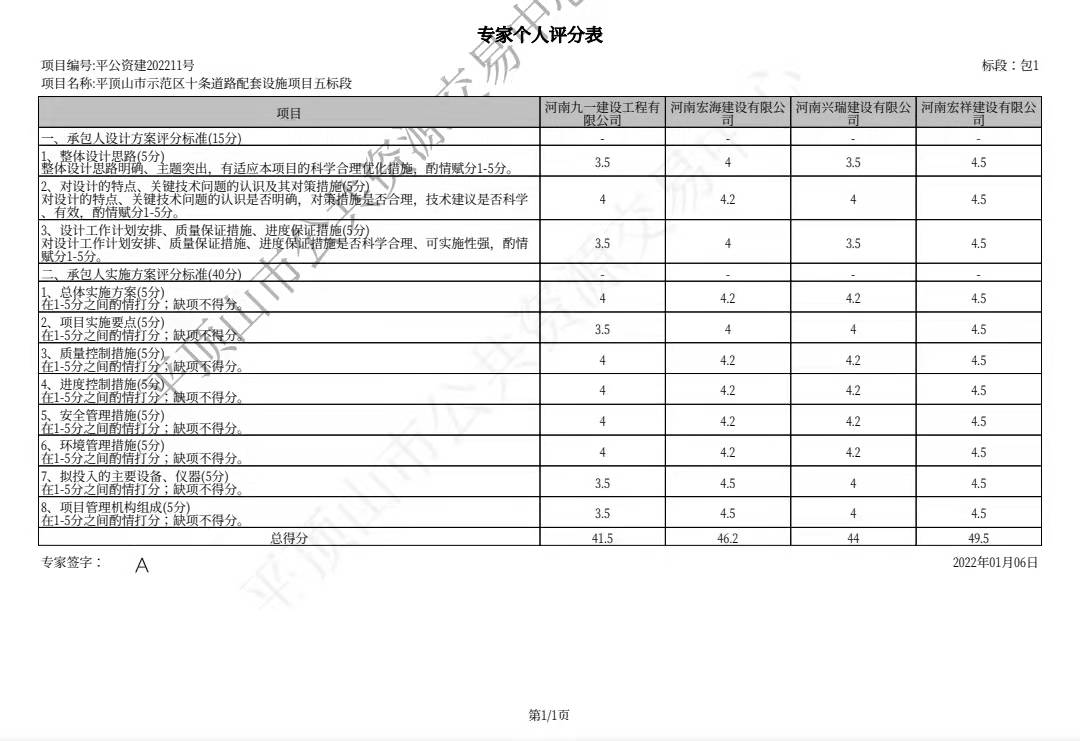 专家个人评分表
项目编号:平公资建202211号 标段：包1
项目名称:平顶山市示范区十条道路配套设施项目五标段
项目 河南九一建设工程有限公司 河南宏海建设有限公司 河南兴瑞建设有限公司 河南宏祥建设有限公司
一、承包人设计方案评分标准(15分) - - - -
1、整体设计思路(5分)
整体设计思路明确、主题突出，有适应本项目的科学合理优化措施，酌情赋分1-5分。 3.5 4 3.5 4.5
2、对设计的特点、关键技术问题的认识及其对策措施(5分)
对设计的特点、关键技术问题的认识是否明确，对策措施是否合理，技术建议是否科学
、有效，酌情赋分1-5分。 4 4.2 4 4.5
3、设计工作计划安排、质量保证措施、进度保证措施(5分)
对设计工作计划安排、质量保证措施、进度保证措施是否科学合理、可实施性强，酌情
赋分1-5分。 3.5 4 3.5 4.5
二、承包人实施方案评分标准(40分) - - - -
1、总体实施方案(5分)
在1-5分之间酌情打分；缺项不得分。 4 4.2 4.2 4.5
2、项目实施要点(5分)
在1-5分之间酌情打分；缺项不得分。 3.5 4 4 4.5
3、质量控制措施(5分)
在1-5分之间酌情打分；缺项不得分。 4 4.2 4.2 4.5
4、进度控制措施(5分)
在1-5分之间酌情打分；缺项不得分。 4 4.2 4.2 4.5
5、安全管理措施(5分)
在1-5分之间酌情打分；缺项不得分。 4 4.2 4.2 4.5
6、环境管理措施(5分)
在1-5分之间酌情打分；缺项不得分。 4 4.2 4.2 4.5
7、拟投入的主要设备、仪器(5分)
在1-5分之间酌情打分；缺项不得分。 3.5 4.5 4 4.5
8、项目管理机构组成(5分)
在1-5分之间酌情打分；缺项不得分。 3.5 4.5 4 4.5
总得分 41.5 46.2 44 49.5
专家签字： A 2022年01月06日
第1/1页
平顶山市公共资源交易中心
平顶山市公共资源交易中心